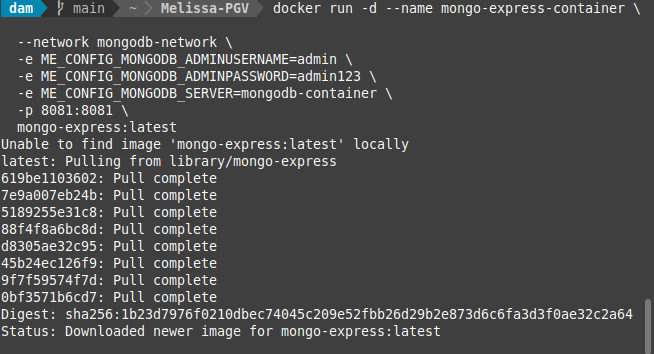 dam main ~ Melissa-PGV docker run -d --name mongo-express-container \
--network mongodb-network \
-e ME_CONFIG_MONGODB_ADMINUSERNAME=admin \
-e ME_CONFIG_MONGODB_ADMINPASSWORD=admin123 \
-e ME_CONFIG_MONGODB_SERVER=mongodb-container \
-p 8081:8081 \
mongo-express:latest
Unable to find image 'mongo-express:latest' locally
latest: Pulling from library/mongo-express
619be1103602: Pull complete
7e9a007eb24b: Pull complete
5189255e31c8: Pull complete
88f4f8a6bc8d: Pull complete
d8305ae32c95: Pull complete
45b24ec126f9: Pull complete
9f7f59574f7d: Pull complete
0bf3571b6cd7: Pull complete
Digest: sha256:1b23d7976f0210dbec74045c209e52fbb26d29b2e873d6c6fa3d3f0ae32c2a64
Status: Downloaded newer image for mongo-express:latest